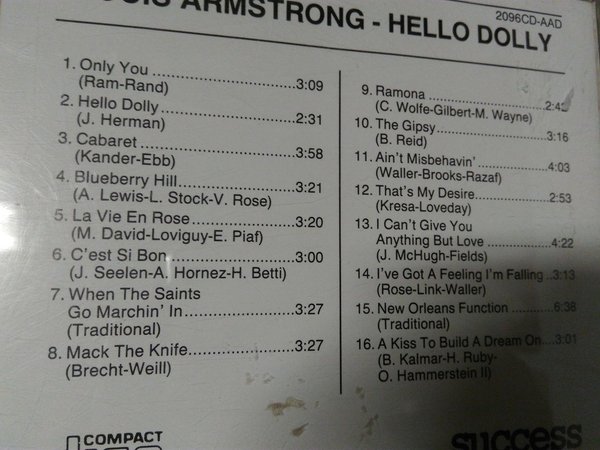 2096CD-AAD
ARMSTRONG - HELLO DOLLY
1. Only You ........................ 3:09
(Ram-Rand)
2. Hello Dolly ..................... 2:31
(J. Herman)
3. Cabaret ......................... 3:58
(Kander-Ebb)
4. Blueberry Hill .................. 3:21
(A. Lewis-L. Stock-V. Rose)
5. La Vie En Rose .................. 3:20
(M. David-Loviguy-E. Piaf)
6. C'est Si Bon .................... 3:00
(J. Seelen-A. Hornez-H. Betti)
7. When The Saints
Go Marchin' In ..................... 3:27
(Traditional)
8. Mack The Knife .................. 3:27
(Brecht-Weill)
9. Ramona
(C. Wolfe-Gilbert-M. Wayne)
10. The Gipsy ...................... 3:16
(B. Reid)
11. Ain't Misbehavin' .............. 4:03
(Waller-Brooks-Razaf)
12. That's My Desire ............... 2:53
(Kresa-Loveday)
13. I Can't Give You
Anything But Love .................. 4:22
(J. McHugh-Fields)
14. I've Got A Feeling I'm Falling .. 3:13
(Rose-Link-Waller)
15. New Orleans Function ........... 6:38
(Traditional)
16. A Kiss To Build A Dream On ..... 3:01
(B. Kalmar-H. Ruby-
O. Hammerstein II)
COMPACT
success